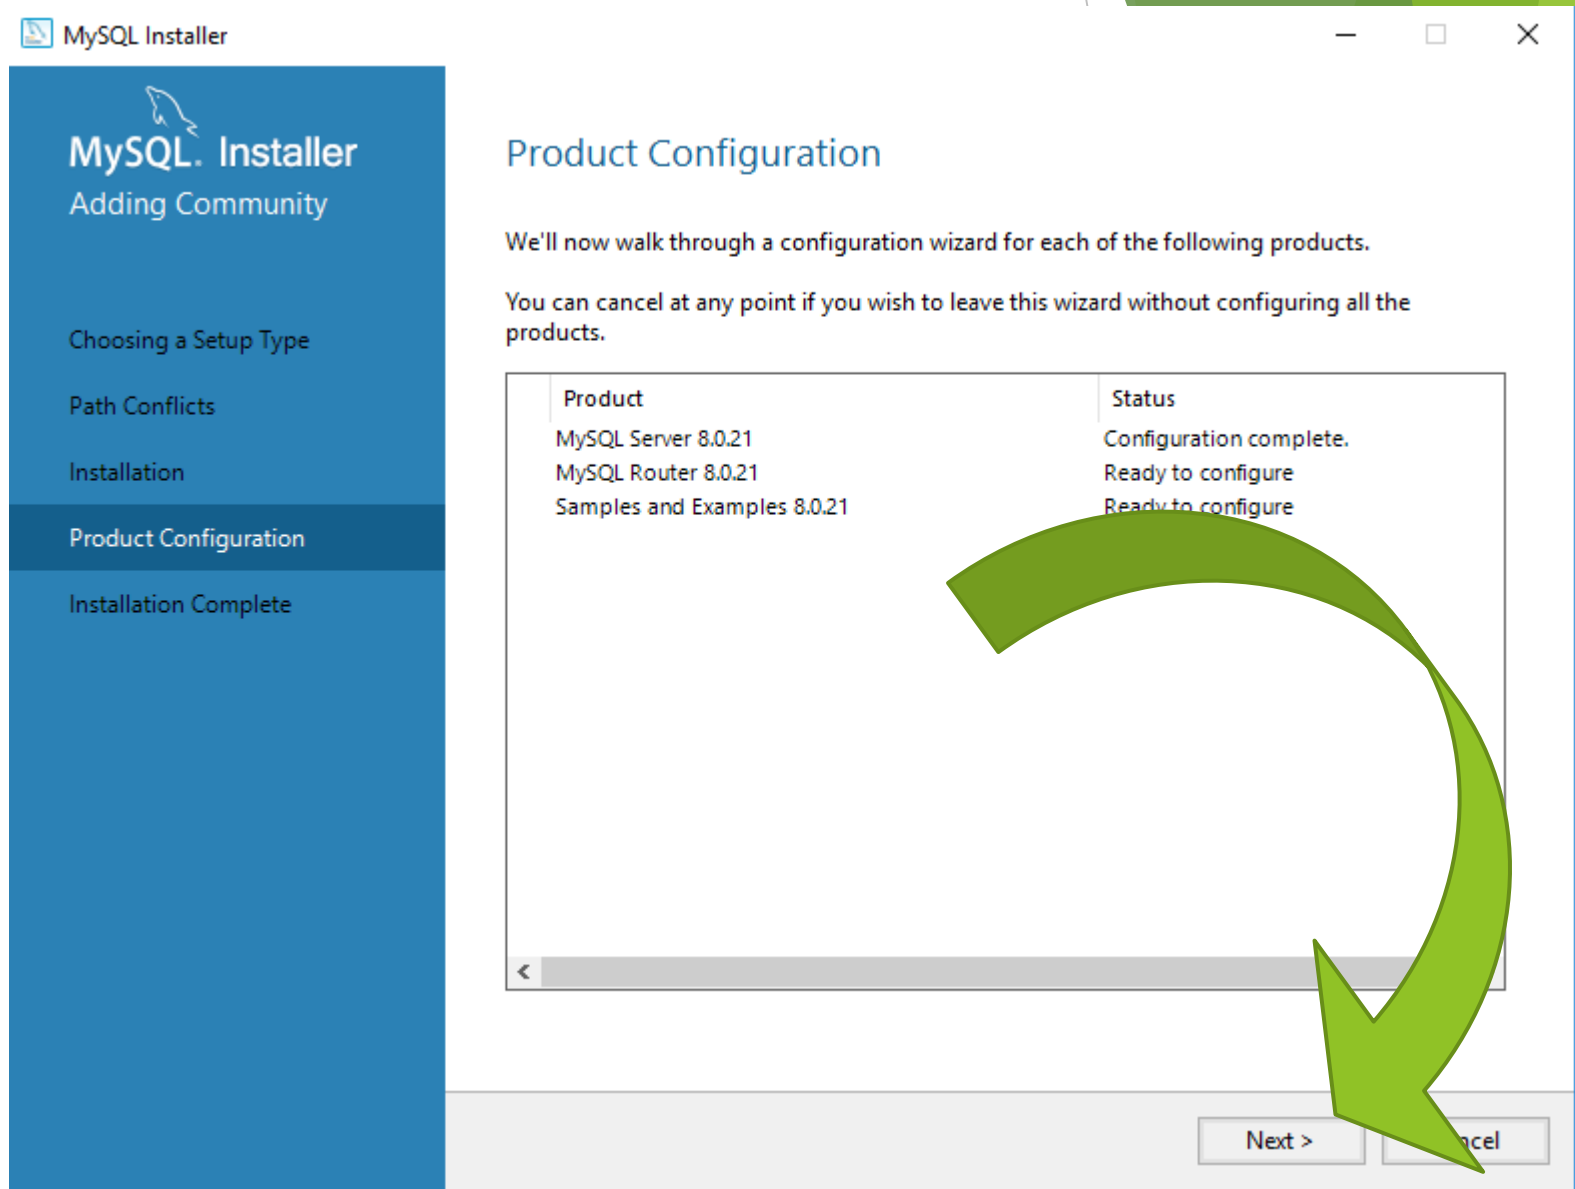 MySQL Installer
MySQL. Installer
Adding Community
Choosing a Setup Type
Path Conflicts
Installation
Product Configuration
Installation Complete
Product Configuration
We'll now walk through a configuration wizard for each of the following products.
You can cancel at any point if you wish to leave this wizard without configuring all the
products.
Product Status
MySQL Server 8.0.21 Configuration complete.
MySQL Router 8.0.21 Ready to configure
Samples and Examples 8.0.21 Ready to configure
Next >